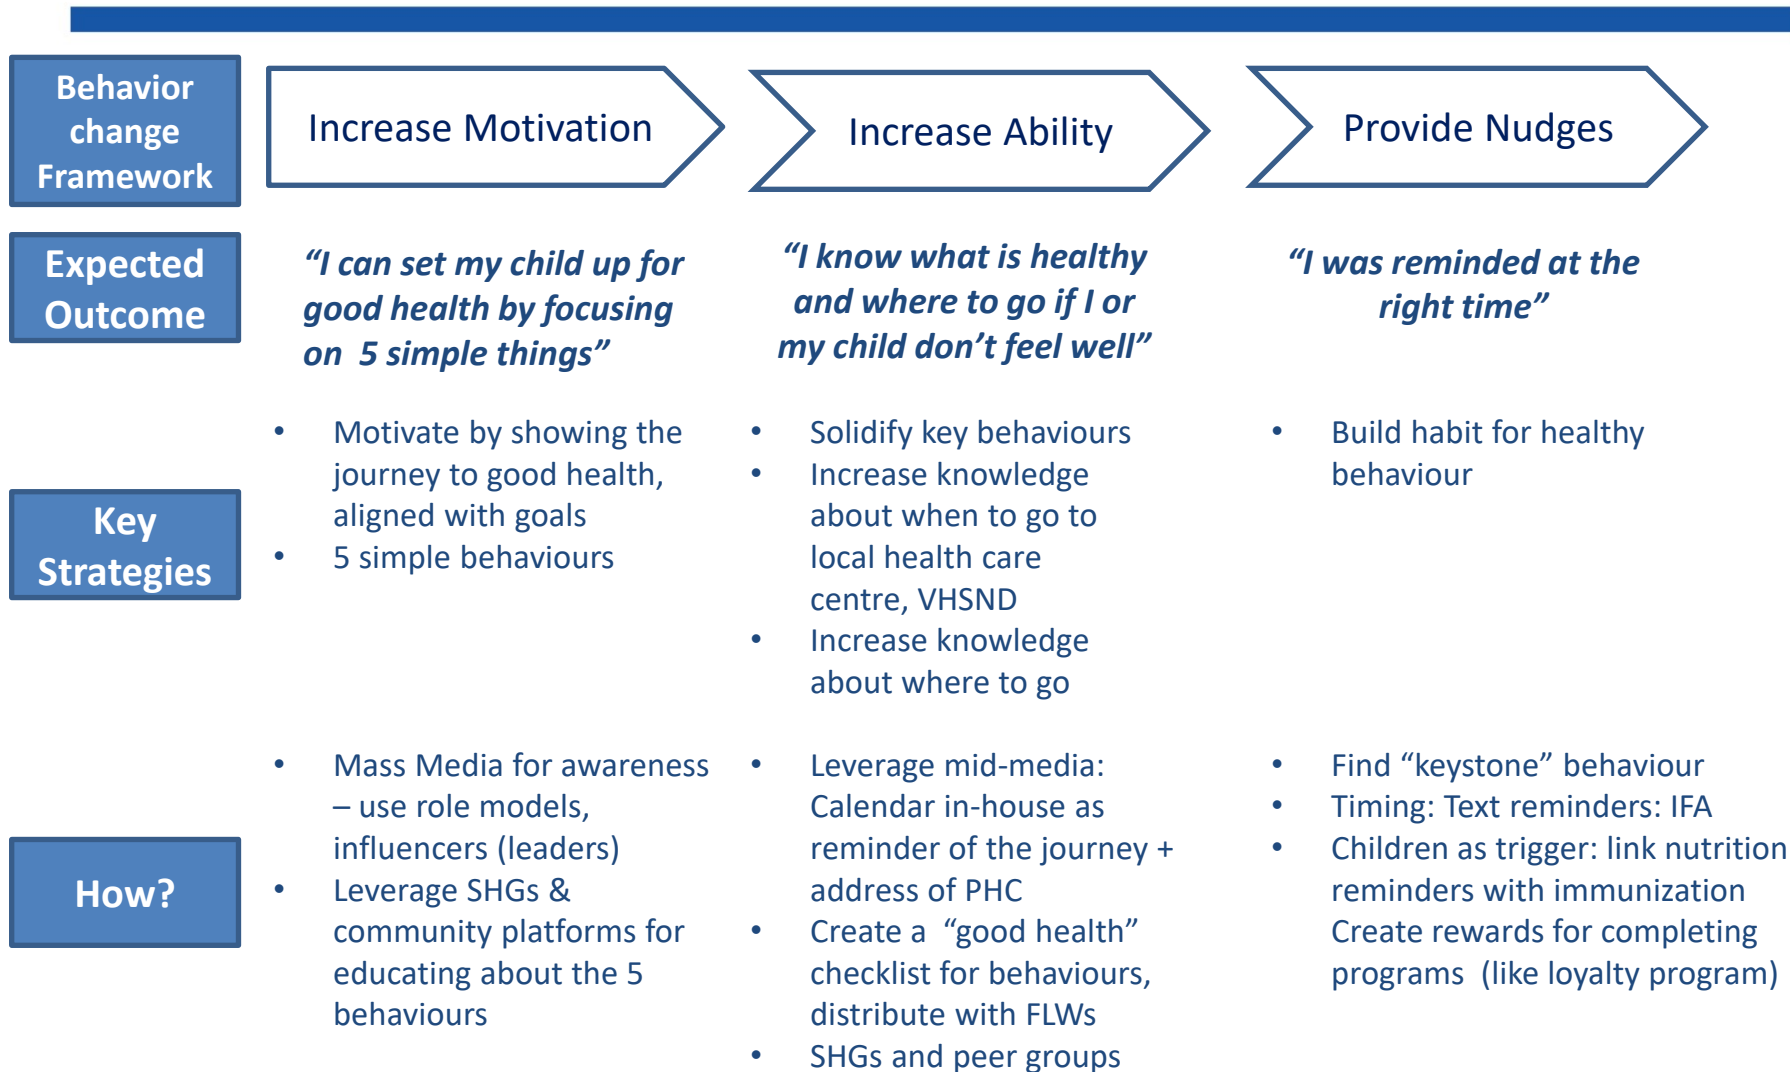 Behavior
change
Framework
Increase Motivation
Increase Ability
Provide Nudges
Expected
Outcome
“I can set my child up for
good health by focusing
on 5 simple things”
“I know what is healthy
and where to go if I or
my child don’t feel well”
“I was reminded at the
right time”
Key
Strategies
• Motivate by showing the
journey to good health,
aligned with goals
• 5 simple behaviours
• Solidify key behaviours
• Increase knowledge
about when to go to
local health care
centre, VHSND
• Increase knowledge
about where to go
• Build habit for healthy
behaviour
How?
• Mass Media for awareness
– use role models,
influencers (leaders)
• Leverage SHGs &
community platforms for
educating about the 5
behaviours
• Leverage mid-media:
Calendar in-house as
reminder of the journey +
address of PHC
• Create a “good health”
checklist for behaviours,
distribute with FLWs
• SHGs and peer groups
• Find “keystone” behaviour
• Timing: Text reminders: IFA
• Children as trigger: link nutrition
reminders with immunization
Create rewards for completing
programs (like loyalty program)